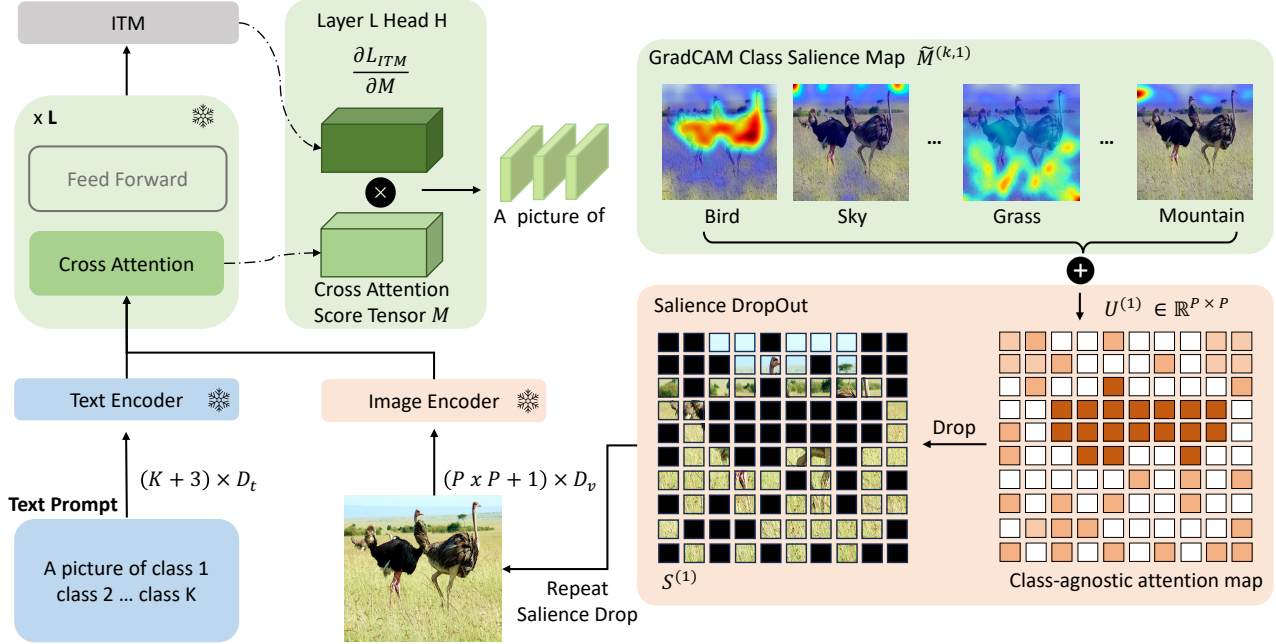 ITM
x L
Feed Forward
Cross Attention
Layer L Head H
∂L_{ITM}
∂M
×
A picture of
Cross Attention
Score Tensor M
Text Encoder
Image Encoder
(K + 3) × D_t
(P x P + 1) × D_v
Text Prompt
A picture of class 1
class 2 … class K
GradCAM Class Salience Map M̃^{(k,1)}
... ...
Bird Sky Grass Mountain
+
Salience DropOut
U^{(1)} ∈ ℝ^{P × P}
Drop
S^{(1)}
Class-agnostic attention map
Repeat
Salience Drop